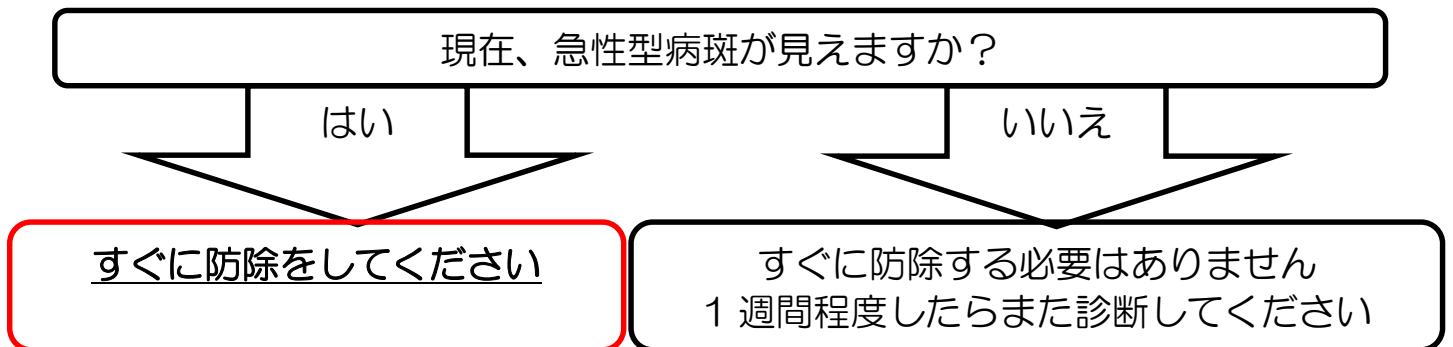 現在、急性型病斑が見えますか？
はい
いいえ
すぐに防除をしてください
すぐに防除する必要はありません
1 週間程度したらまた診断してください